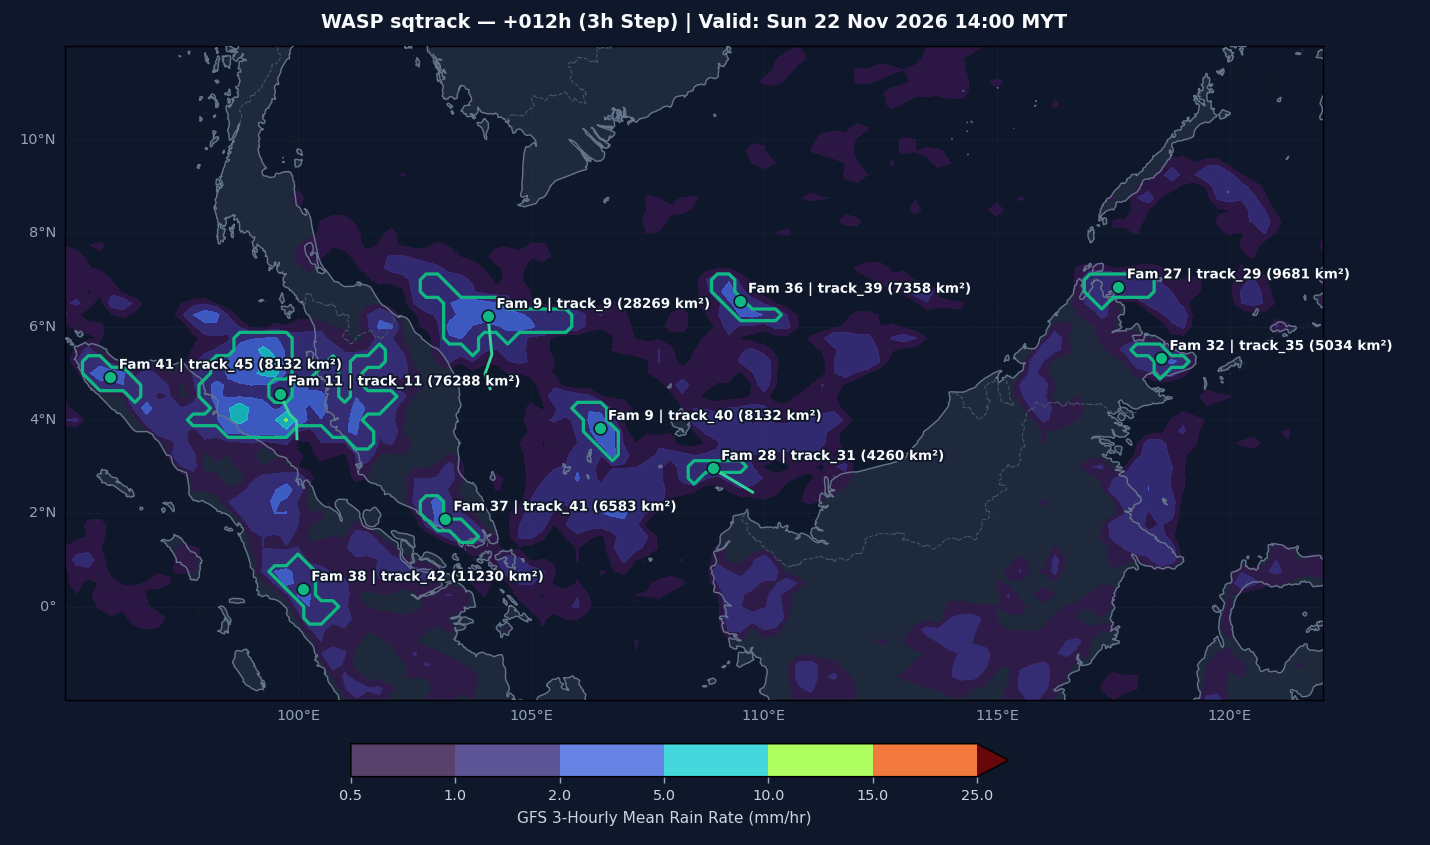 WASP sqtrack — +012h (3h Step) | Valid: Sun 22 Nov 2026 14:00 MYT
10°N
8°N
6°N
4°N
2°N
0°
Fam 27 | track_29 (9681 km²)
Fam 36 | track_39 (7358 km²)
Fam 9 | track_9 (28269 km²)
Fam 32 | track_35 (5034 km²)
Fam 41 | track_45 (8132 km²)
Fam 11 | track_11 (76288 km²)
Fam 9 | track_40 (8132 km²)
Fam 28 | track_31 (4260 km²)
Fam 37 | track_41 (6583 km²)
Fam 38 | track_42 (11230 km²)
100°E 105°E 110°E 115°E 120°E
0.5 1.0 2.0 5.0 10.0 15.0 25.0
GFS 3-Hourly Mean Rain Rate (mm/hr)